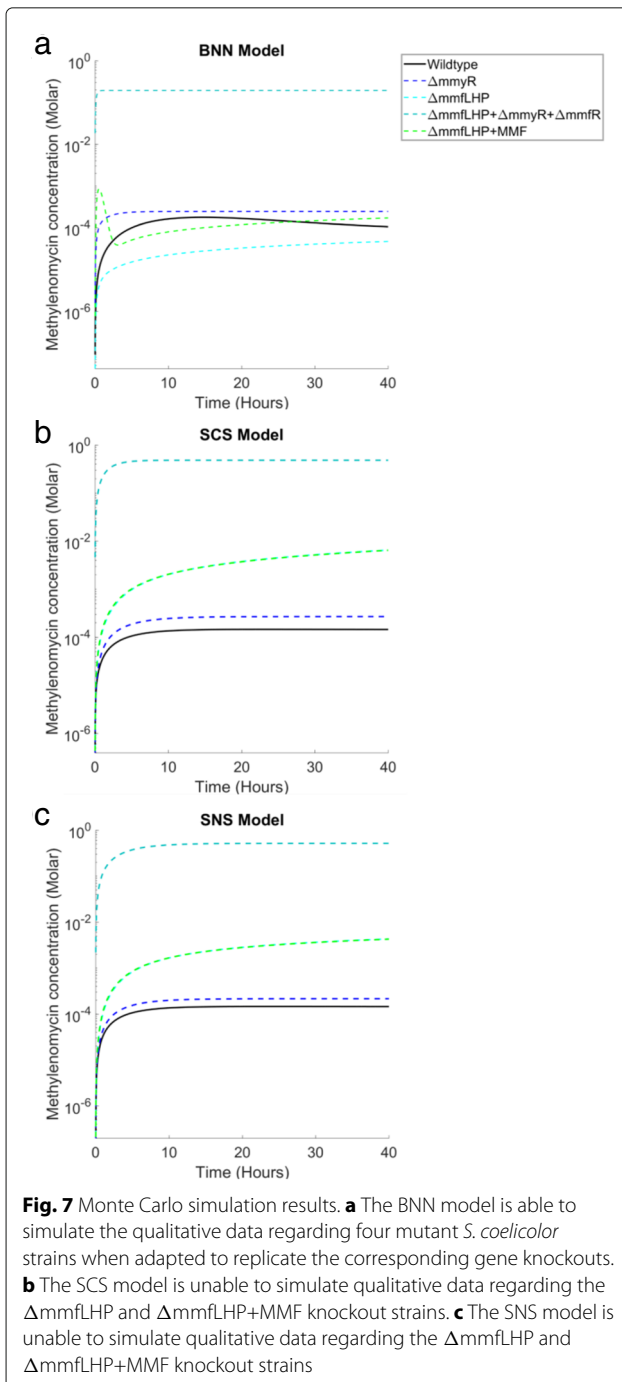 a
BNN Model
Wildtype
ΔmmyR
ΔmmfLHP
ΔmmfLHP+ΔmmyR+ΔmmfR
ΔmmfLHP+MMF
Methylenomycin concentration (Molar)
10⁰
10⁻²
10⁻⁴
10⁻⁶
0 10 20 30 40
Time (Hours)
b
SCS Model
Methylenomycin concentration (Molar)
10⁰
10⁻²
10⁻⁴
10⁻⁶
0 10 20 30 40
Time (Hours)
c
SNS Model
Methylenomycin concentration (Molar)
10⁰
10⁻²
10⁻⁴
10⁻⁶
0 10 20 30 40
Time (Hours)
Fig. 7 Monte Carlo simulation results. a The BNN model is able to
simulate the qualitative data regarding four mutant S. coelicolor
strains when adapted to replicate the corresponding gene knockouts.
b The SCS model is unable to simulate qualitative data regarding the
ΔmmfLHP and ΔmmfLHP+MMF knockout strains. c The SNS model is
unable to simulate qualitative data regarding the ΔmmfLHP and
ΔmmfLHP+MMF knockout strains